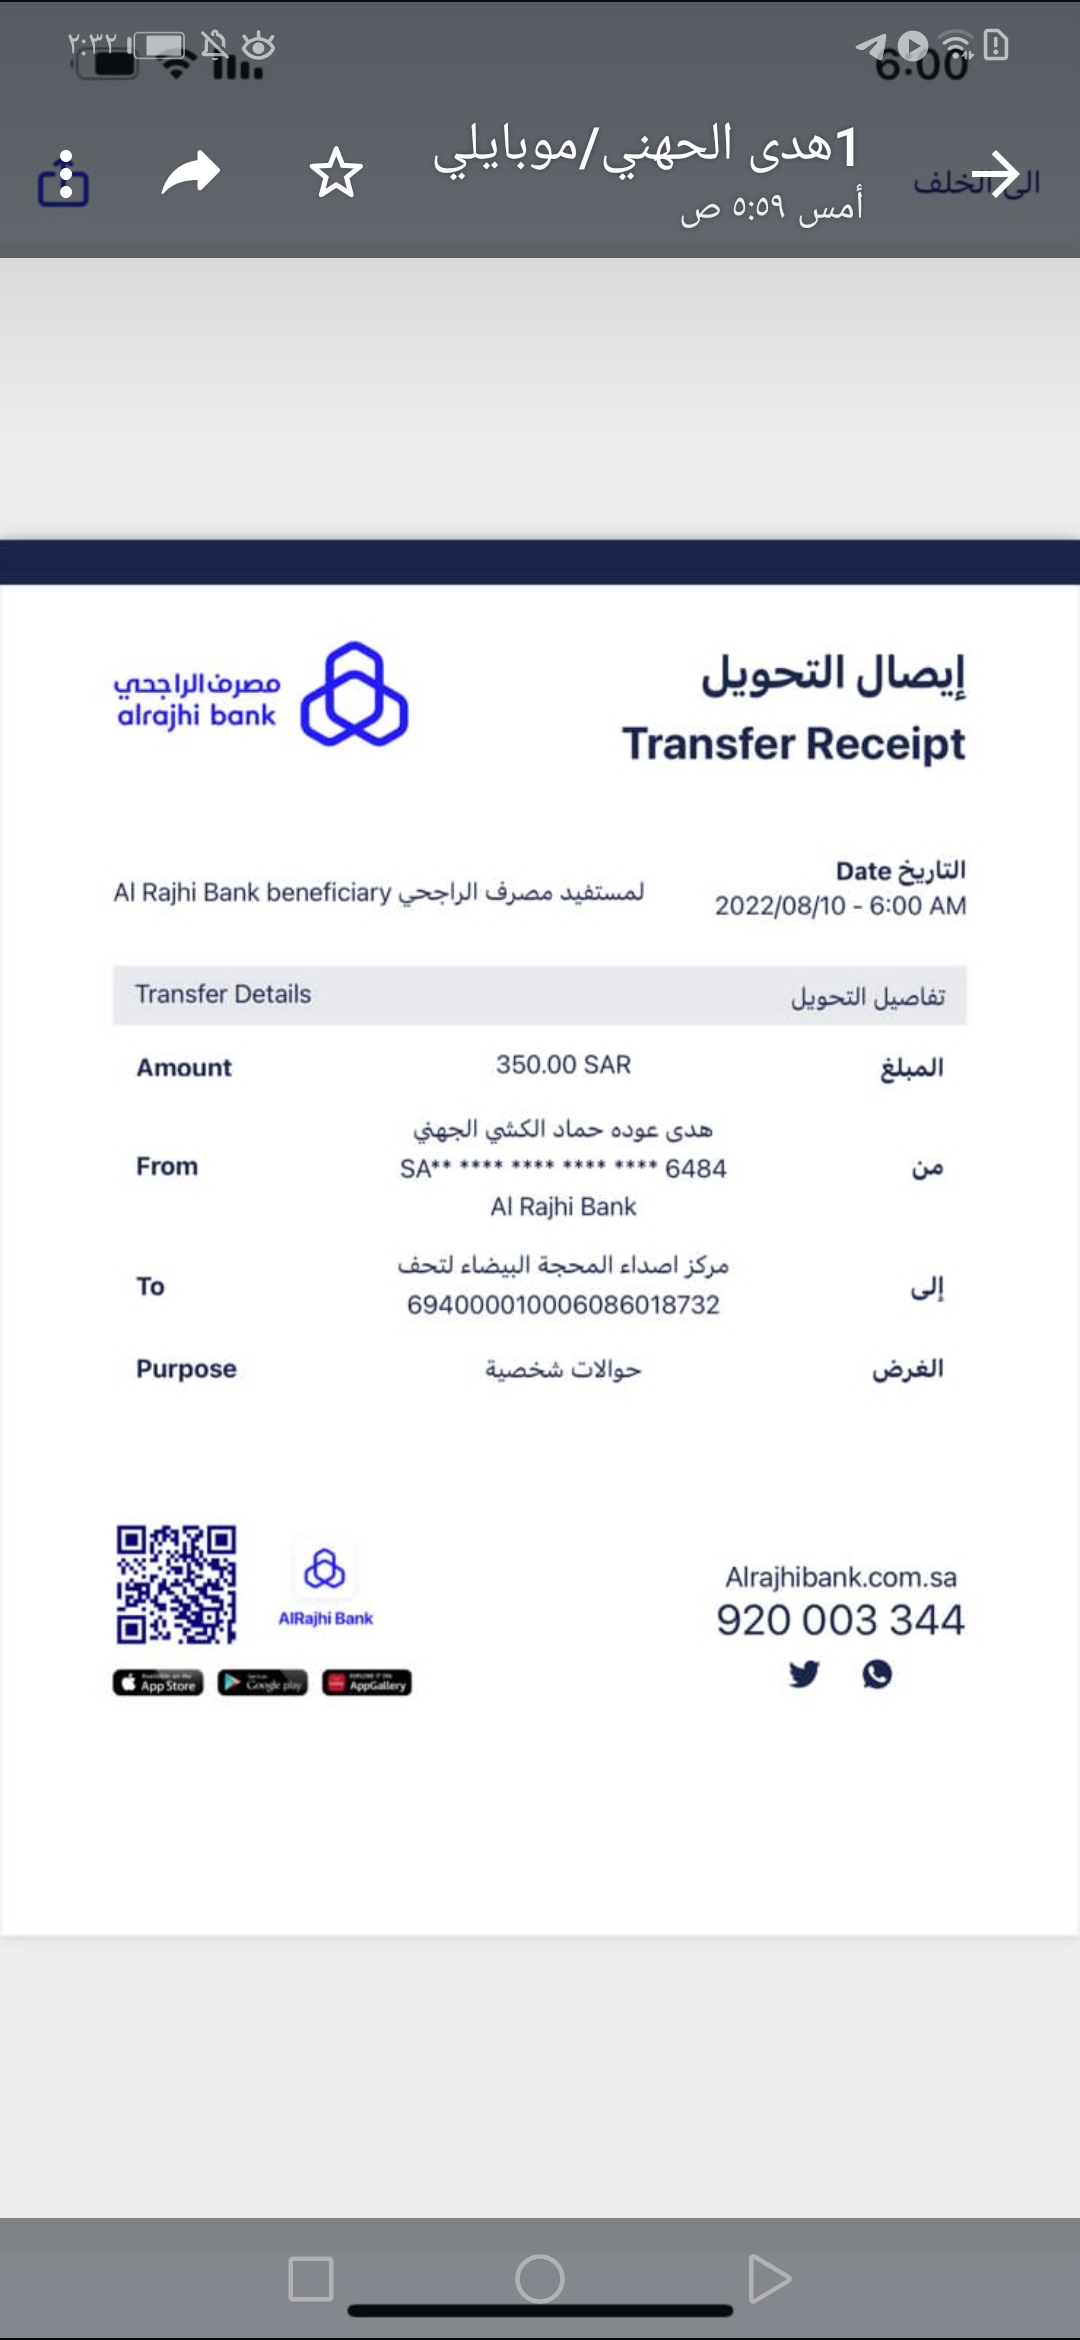 ٢:٣٢
6:00
1هدى الحهني/موبايلي
أمس ٥:٥٩ ص
الى الخلف
مصرف الراجحي
alrajhi bank
إيصال التحويل
Transfer Receipt
التاريخ Date
2022/08/10 - 6:00 AM
لمستفيد مصرف الراجحي Al Rajhi Bank beneficiary
Transfer Details تفاصيل التحويل
Amount 350.00 SAR المبلغ
هدى عوده حماد الكشي الجهني
From SA** **** **** **** **** 6484 من
Al Rajhi Bank
مركز اصداء المحجة البيضاء لتحف
To إلى
694000010006086018732
Purpose حوالات شخصية الغرض
AlRajhi Bank
App Store
Google play
AppGallery
Alrajhibank.com.sa
920 003 344